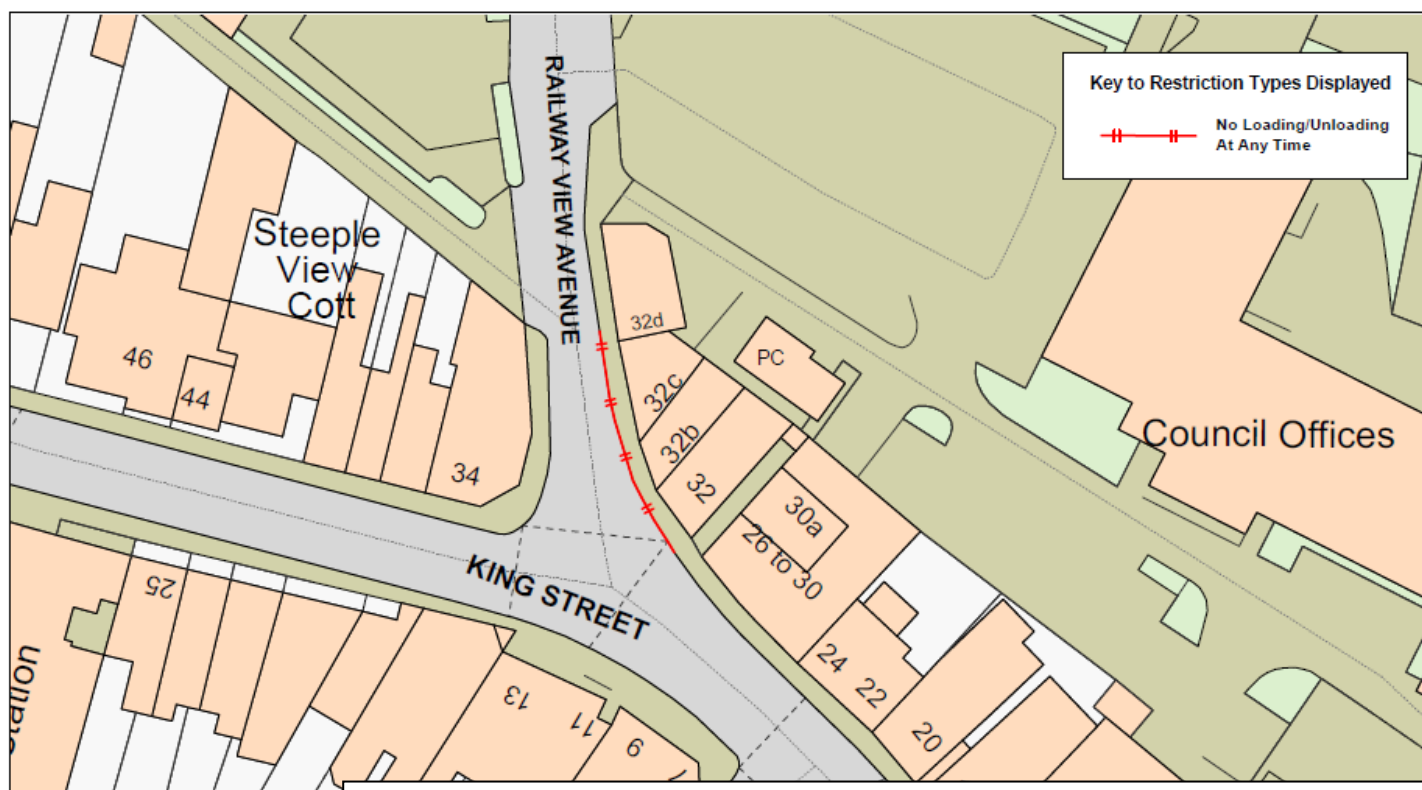 RAILWAY VIEW AVENUE
Key to Restriction Types Displayed
No Loading/Unloading
At Any Time
Steeple
View
Cott
46
44
34
32d
PC
32c
32b
32
30a
26 to 30
Council Offices
KING STREET
25
24
22
20
13
11
9